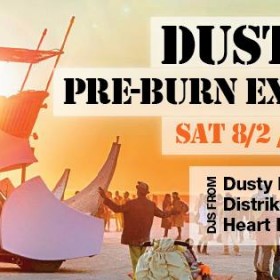 DUST
PRE-BURN EX
SAT 8/2
DJS FROM
Dusty
Distrik
Heart